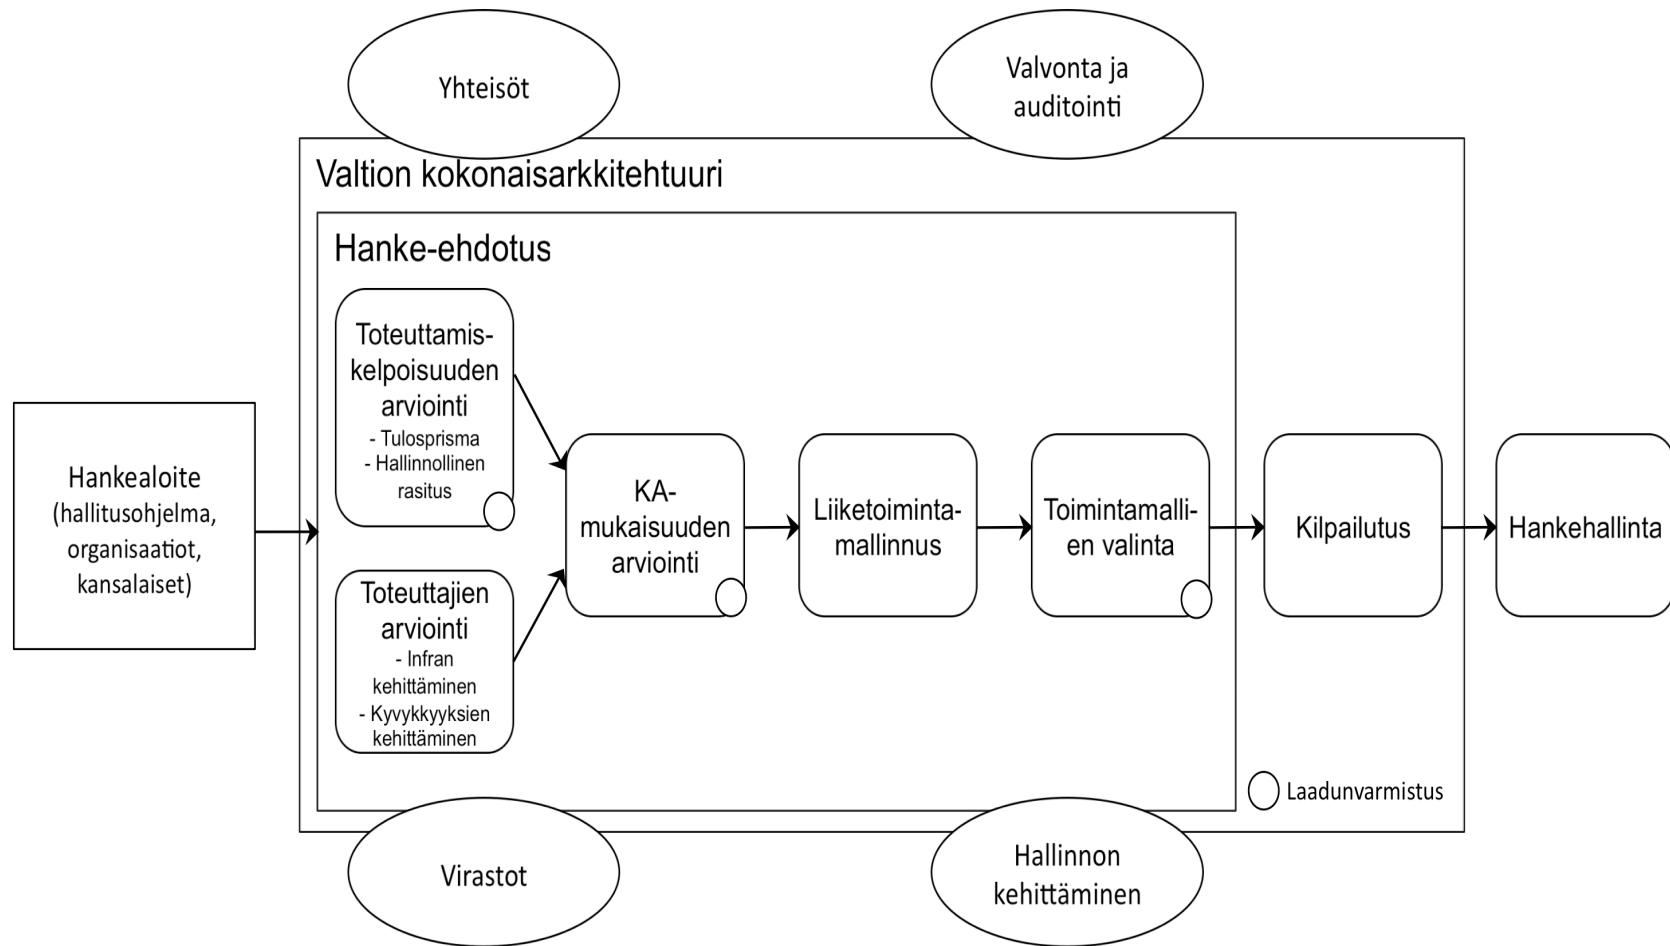 Yhteisöt
Valvonta ja
auditointi
Valtion kokonaisarkkitehtuuri
Hanke-ehdotus
Hankealoite
(hallitusohjelma,
organisaatiot,
kansalaiset)
Toteuttamis-
kelpoisuuden
arviointi
- Tulosprisma
- Hallinnollinen
rasitus
Toteuttajien
arviointi
- Infran
kehittäminen
- Kyvykkyyksien
kehittäminen
KA-
mukaisuuden
arviointi
Liiketoiminta-
mallinnus
Toimintamalli-
en valinta
Kilpailutus
Hankehallinta
Laadunvarmistus
Virastot
Hallinnon
kehittäminen